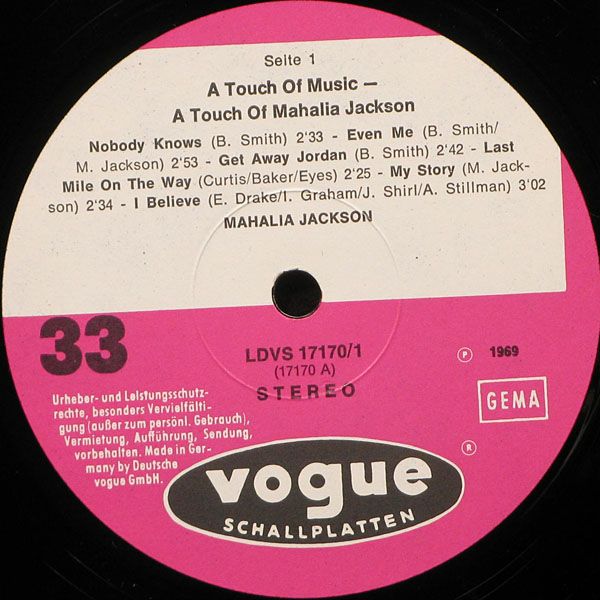 Seite 1
A Touch Of Music —
A Touch Of Mahalia Jackson
Nobody Knows (B. Smith) 2'33 - Even Me (B. Smith/
M. Jackson) 2'53 - Get Away Jordan (B. Smith) 2'42 - Last
Mile On The Way (Curtis/Baker/Eyes) 2'25 - My Story (M. Jack-
son) 2'34 - I Believe (E. Drake/I. Graham/J. Shirl/A. Stillman) 3'02
MAHALIA JACKSON
33
LDVS 17170/1
(17170 A)
STEREO
℗ 1969
GEMA
Urheber- und Leistungsschutz-
rechte, besonders Vervielfälti-
gung (außer zum persönl. Gebrauch),
Vermietung, Aufführung, Sendung,
vorbehalten. Made in Ger-
many by Deutsche
vogue GmbH.
®
vogue
SCHALLPLATTEN